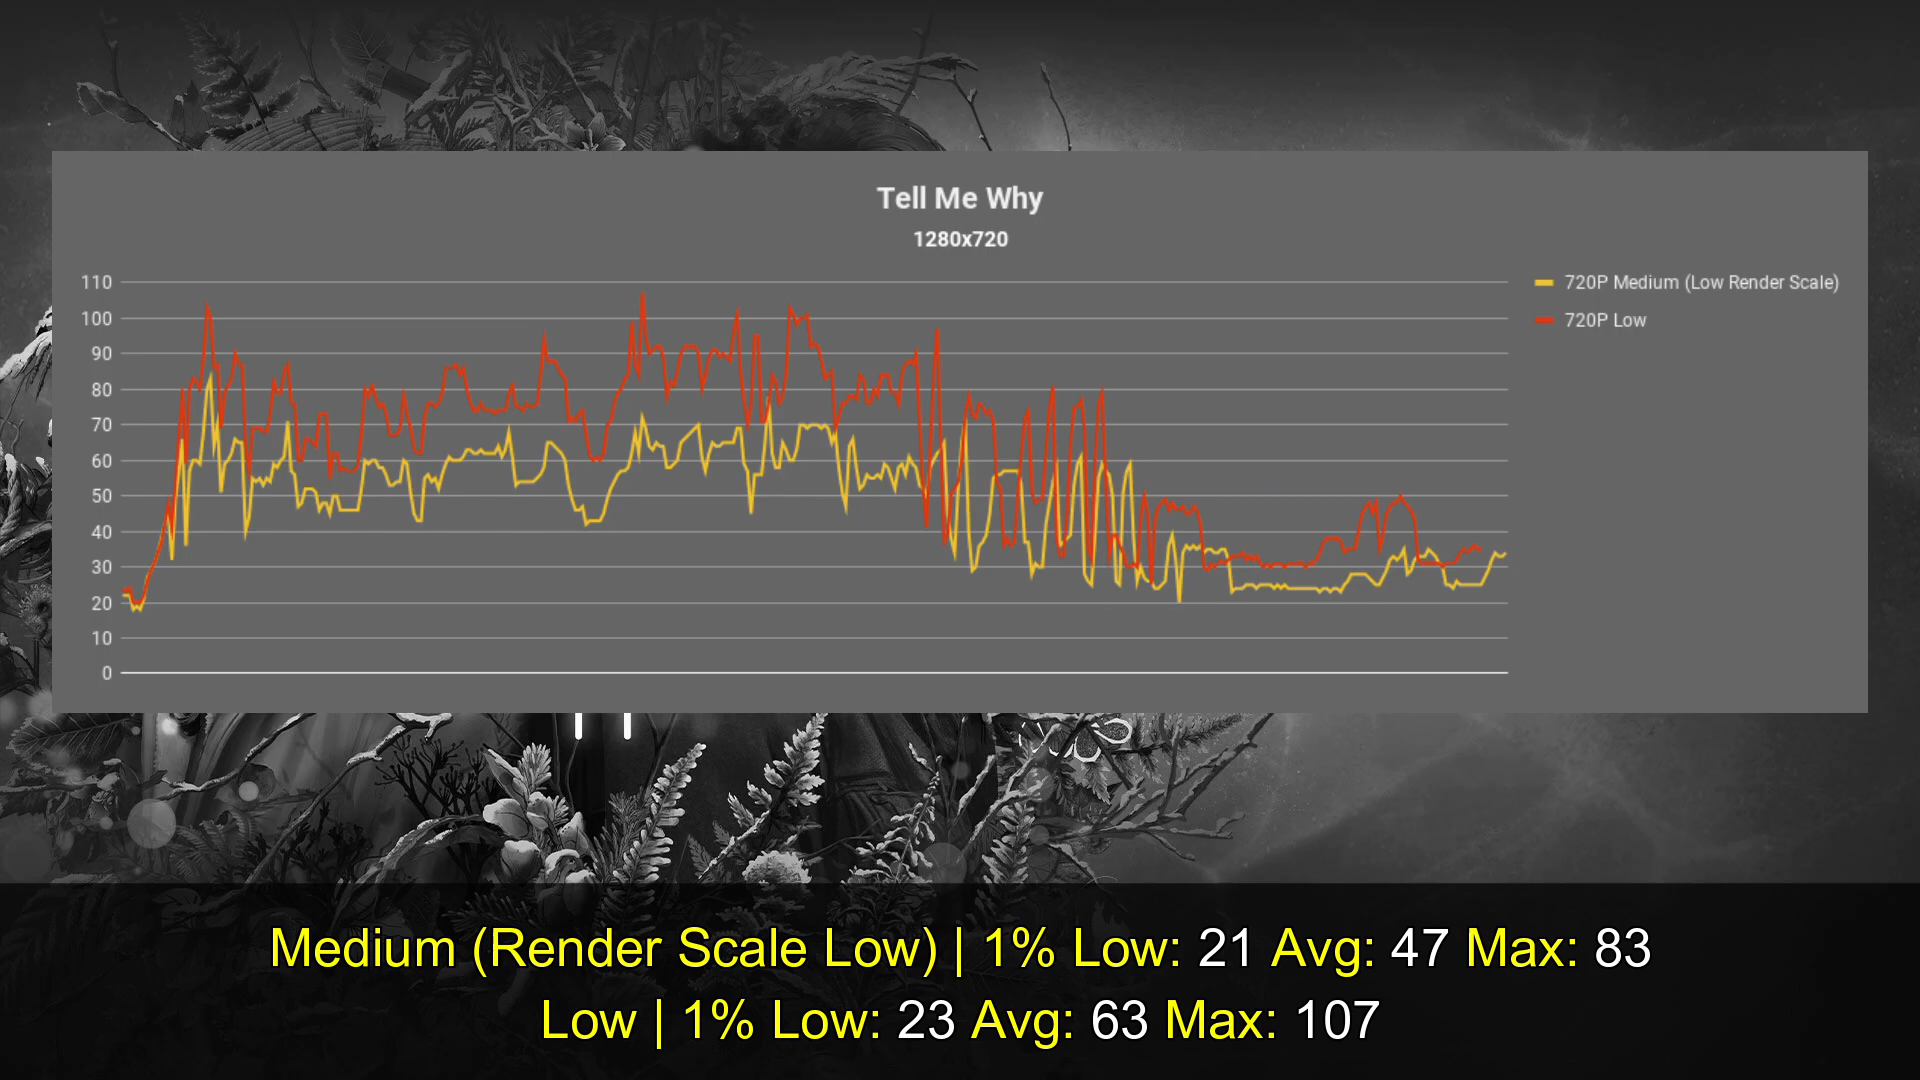 Tell Me Why
1280x720
110
100
90
80
70
60
50
40
30
20
10
0
720P Medium (Low Render Scale)
720P Low
Medium (Render Scale Low) | 1% Low: 21 Avg: 47 Max: 83
Low | 1% Low: 23 Avg: 63 Max: 107